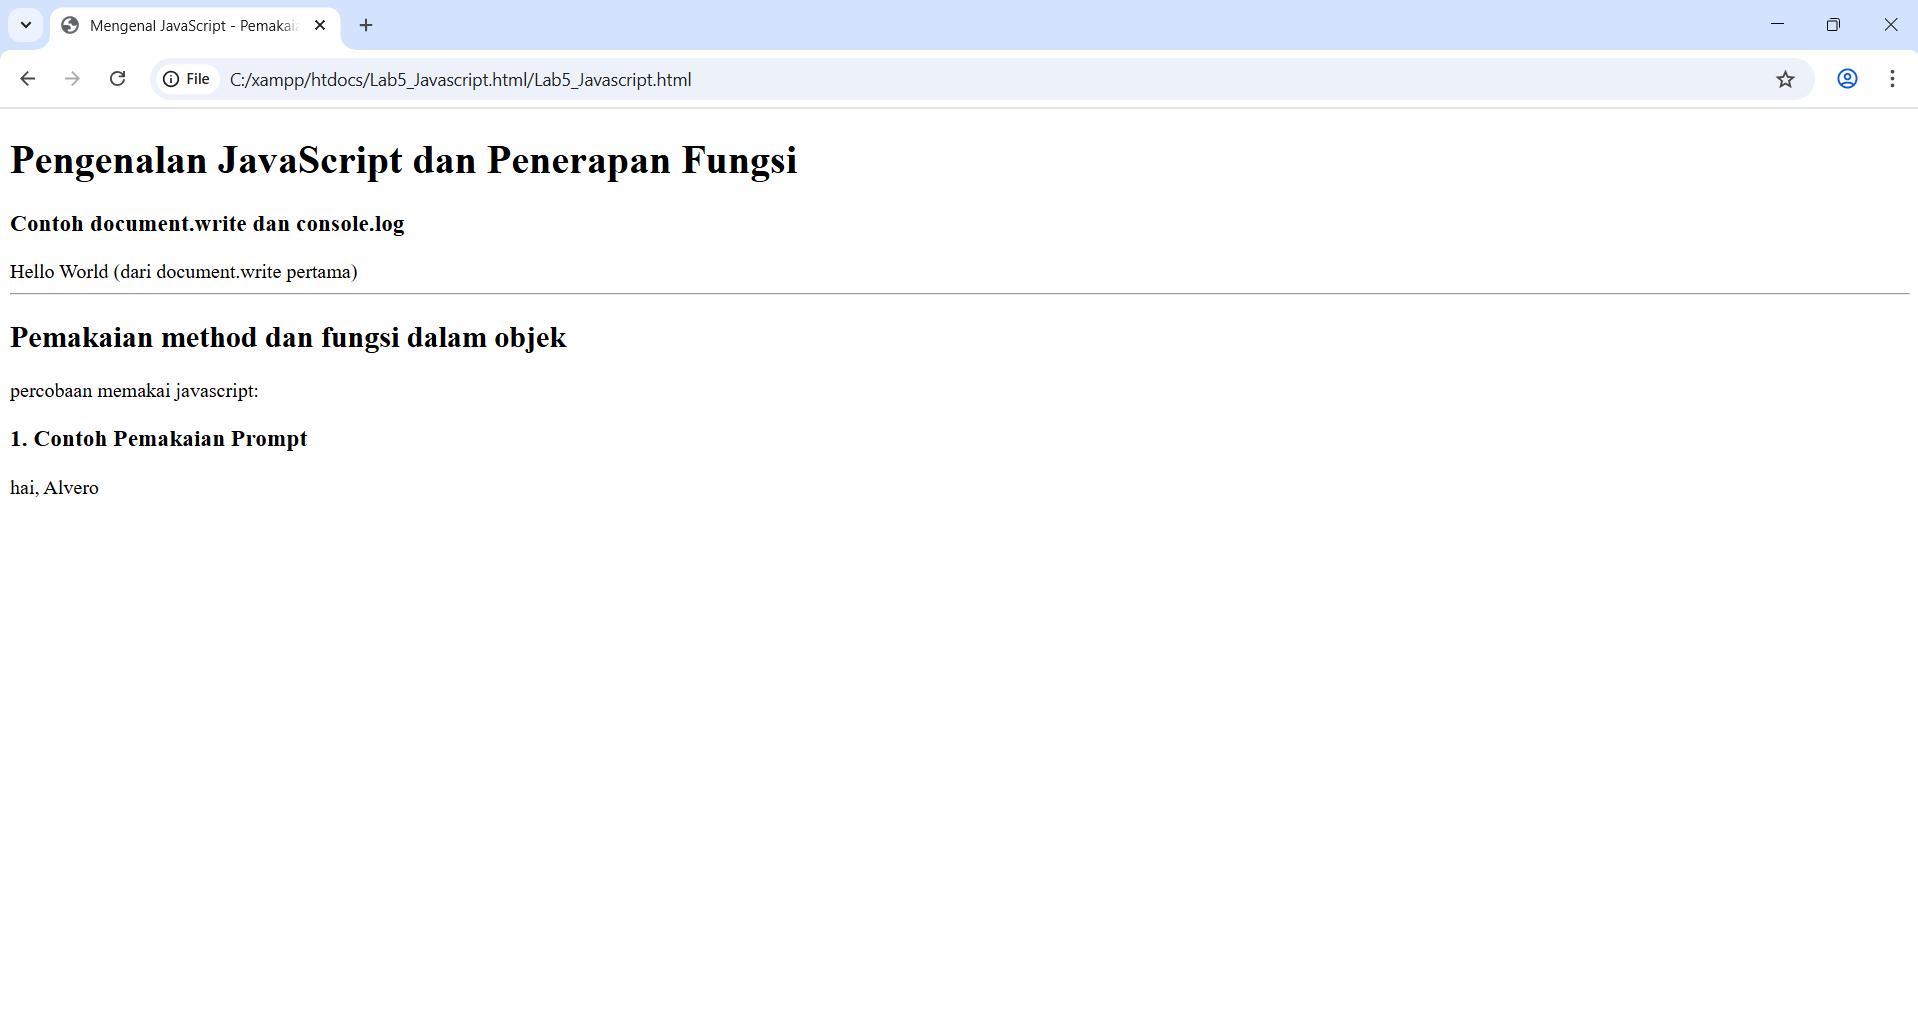 Mengenal JavaScript - Pemakai
File
C:/xampp/htdocs/Lab5_Javascript.html/Lab5_Javascript.html
Pengenalan JavaScript dan Penerapan Fungsi
Contoh document.write dan console.log
Hello World (dari document.write pertama)
Pemakaian method dan fungsi dalam objek
percobaan memakai javascript:
1. Contoh Pemakaian Prompt
hai, Alvero